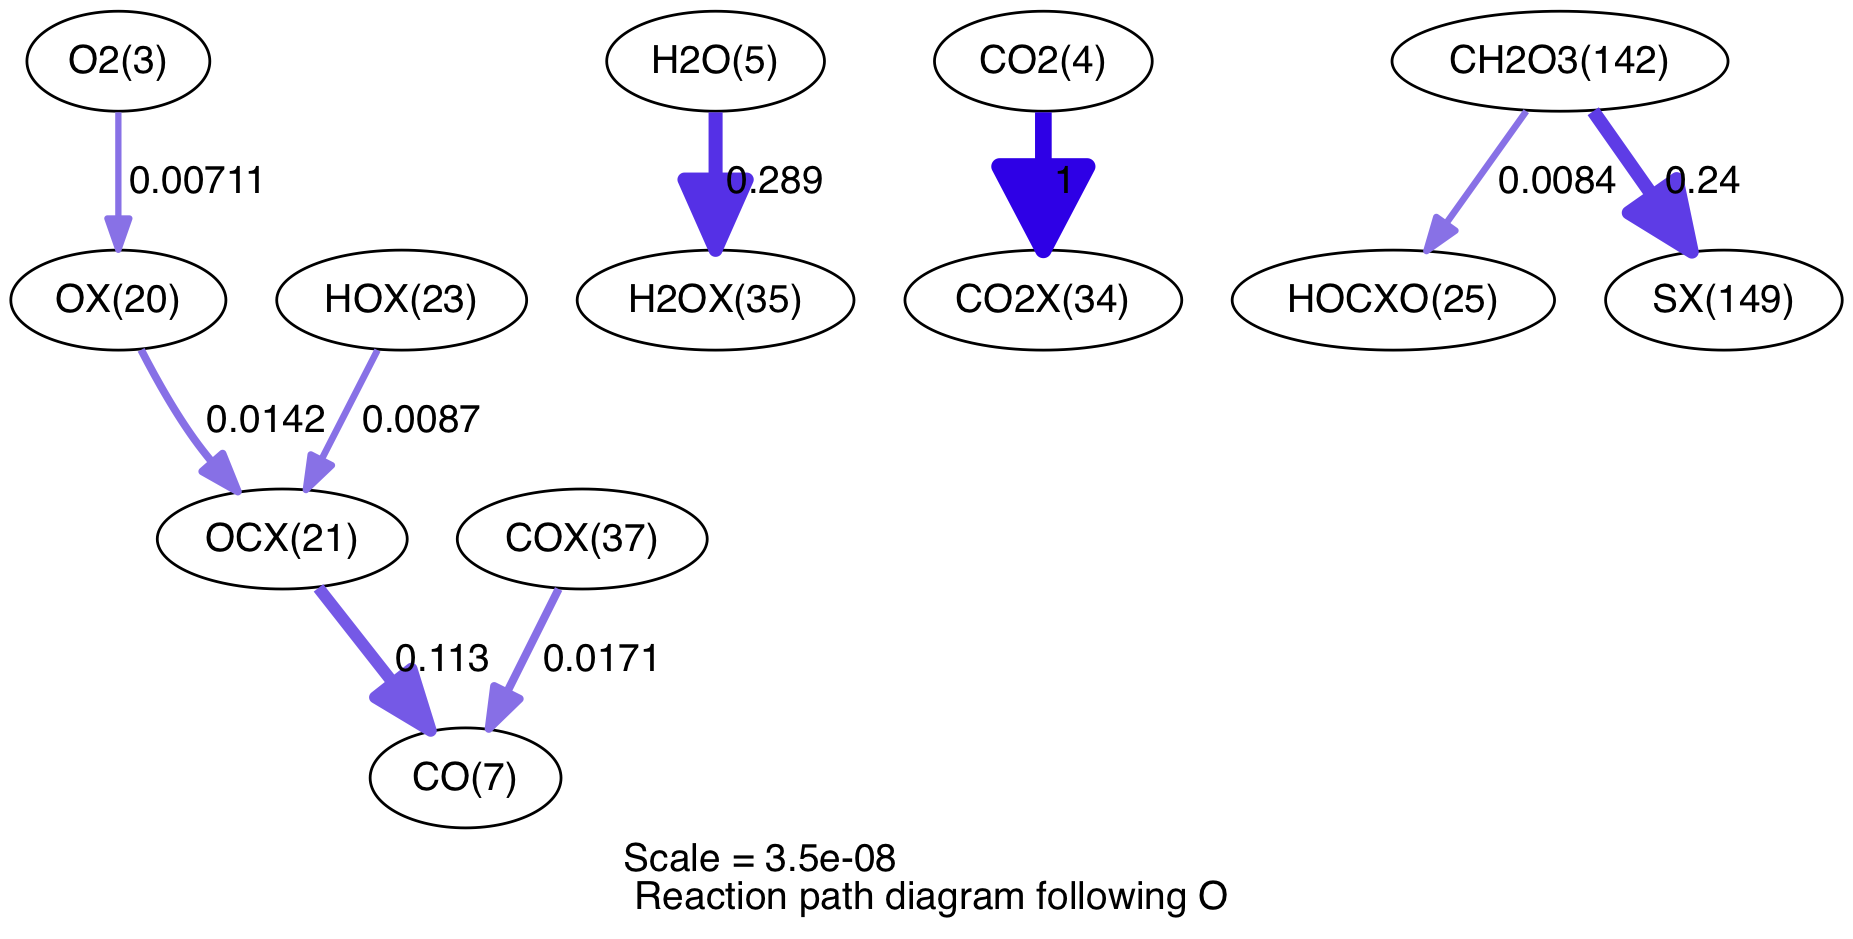 O2(3)
H2O(5)
CO2(4)
CH2O3(142)
0.00711
0.289
1
0.0084
0.24
OX(20)
HOX(23)
H2OX(35)
CO2X(34)
HOCXO(25)
SX(149)
0.0142
0.0087
OCX(21)
COX(37)
0.113
0.0171
CO(7)
Scale = 3.5e-08
Reaction path diagram following O